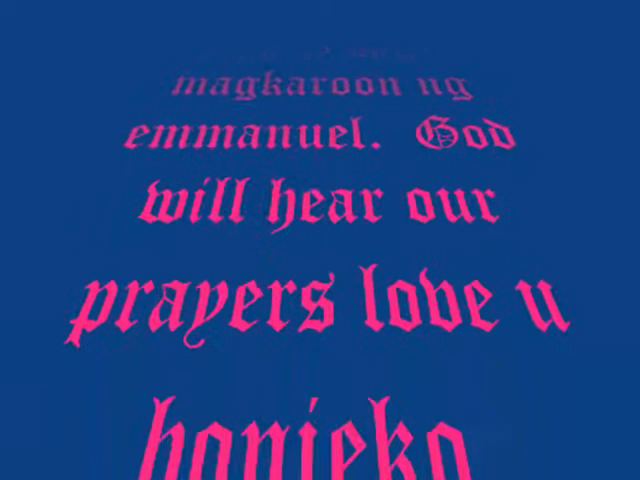 magkaroon ng
emmanuel. God
will hear our
prayers love u
honieko